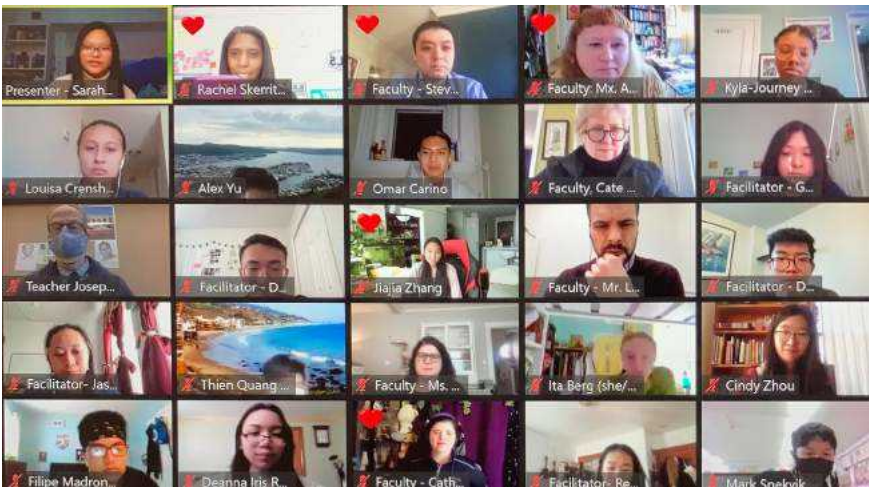 Presenter - Sarah...
Rachel Skerrit...
Faculty - Stev...
Faculty: Mx. A...
Kyla-Journey ...
Louisa Crensh...
Alex Yu
Omar Carino
Faculty, Cate ...
Facilitator - G...
Teacher Josep...
Facilitator - D...
Jiajia Zhang
Faculty - Mr. L...
Facilitator - D...
Facilitator- Jas...
Thien Quang ...
Faculty - Ms. ...
Ita Berg (she/...
Cindy Zhou
Filipe Madron...
Deanna Iris R...
Faculty - Cath...
Facilitator- Be...
Mark Snekvik